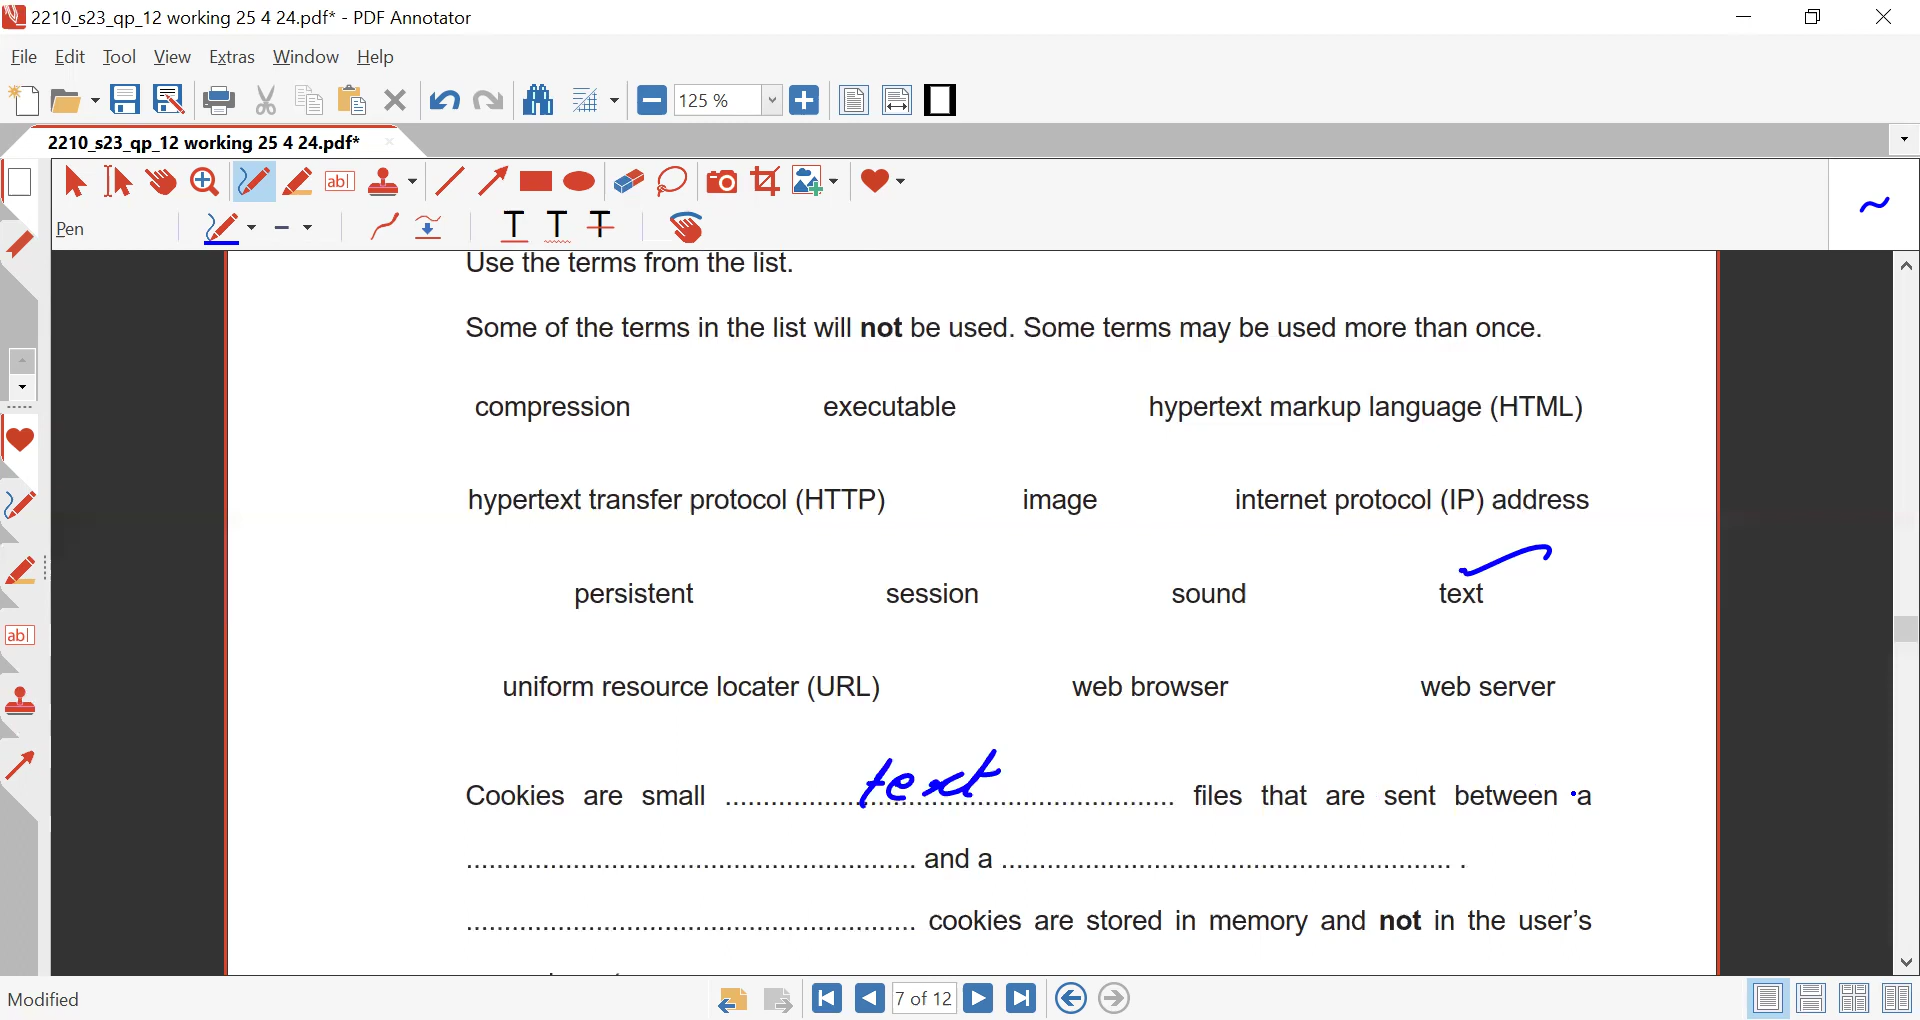 2210_s23_qp_12 working 25 4 24.pdf* - PDF Annotator
File Edit Tool View Extras Window Help
125 %
2210_s23_qp_12 working 25 4 24.pdf*
ab|
Pen
T T T
Use the terms from the list.
Some of the terms in the list will not be used. Some terms may be used more than once.
compression executable hypertext markup language (HTML)
hypertext transfer protocol (HTTP) image internet protocol (IP) address
ab|
persistent session sound text
uniform resource locater (URL) web browser web server
Cookies are small text files that are sent between a
and a .
cookies are stored in memory and not in the user's
Modified
7 of 12